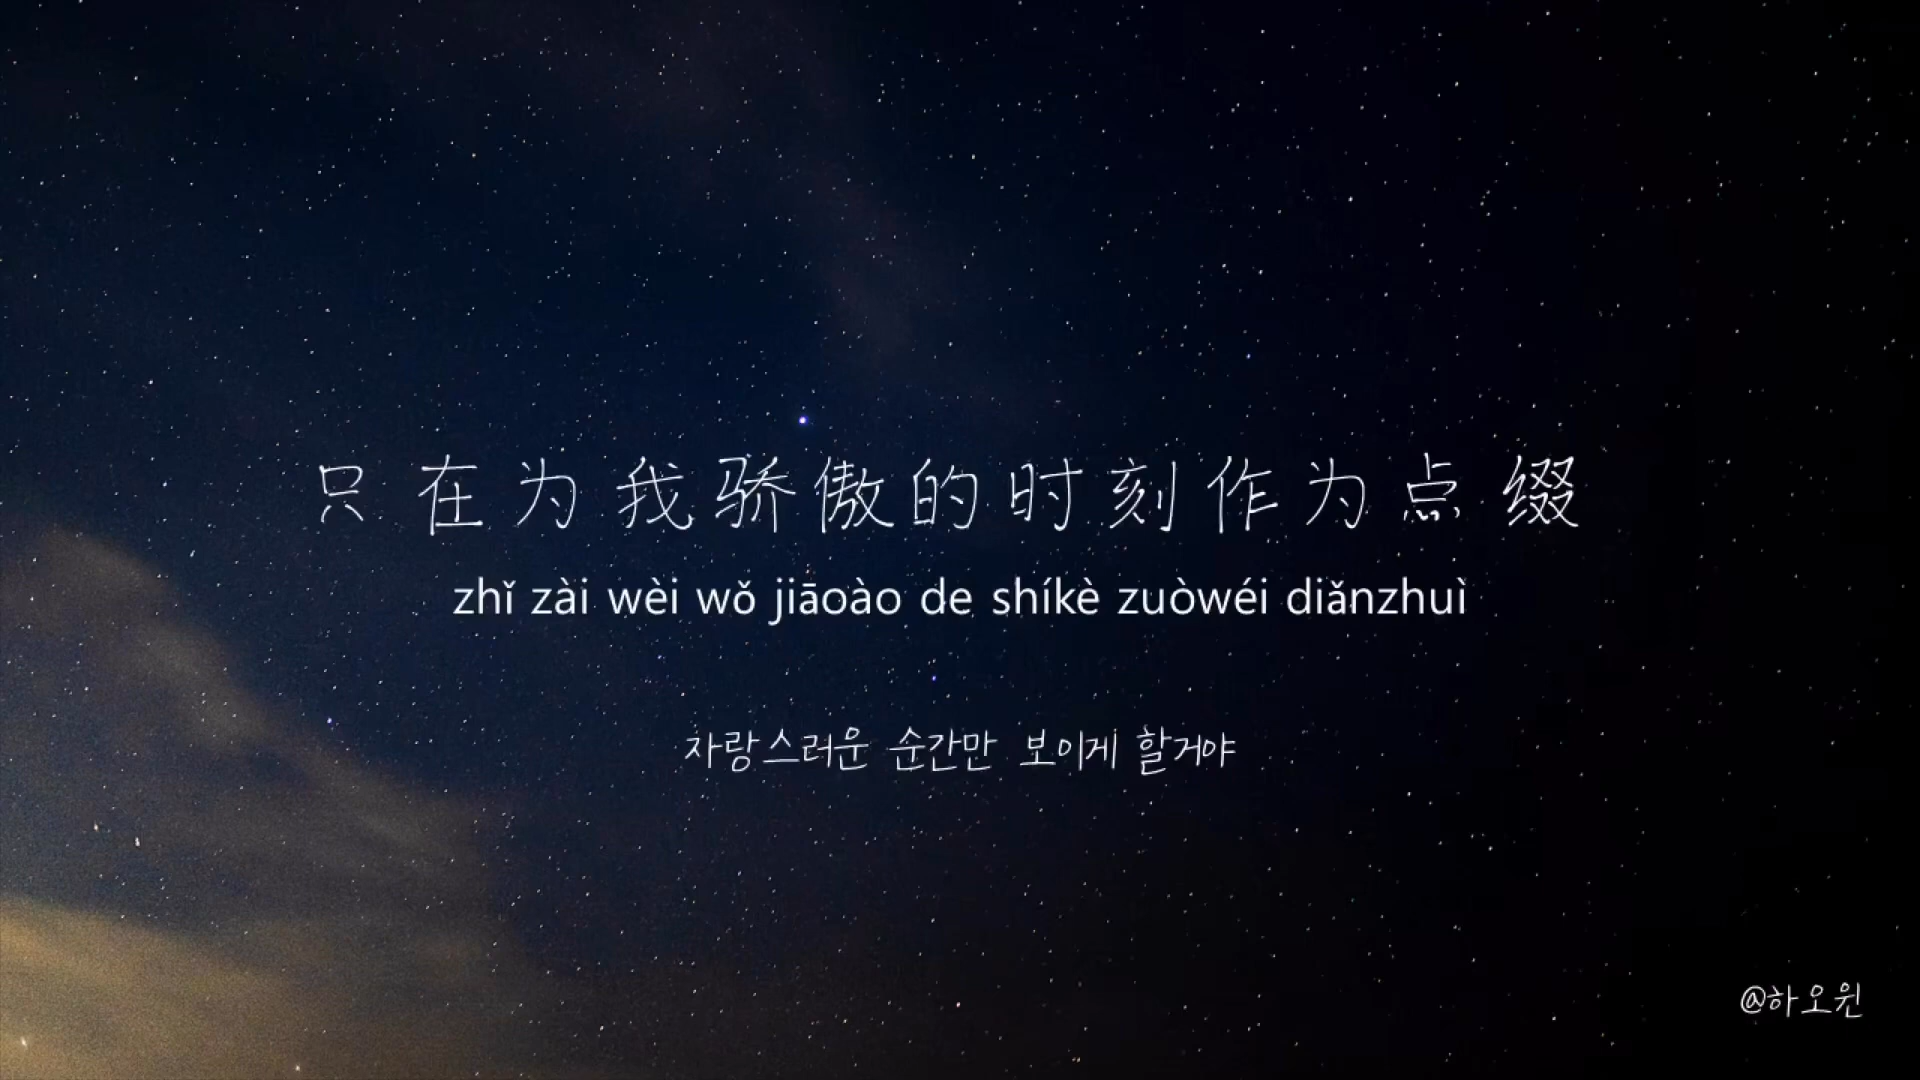 只在为我骄傲的时刻作为点缀
zhǐ zài wèi wǒ jiāoào de shíkè zuòwéi diǎnzhuì
자랑스러운 순간만 보이게 할거야
@하오원